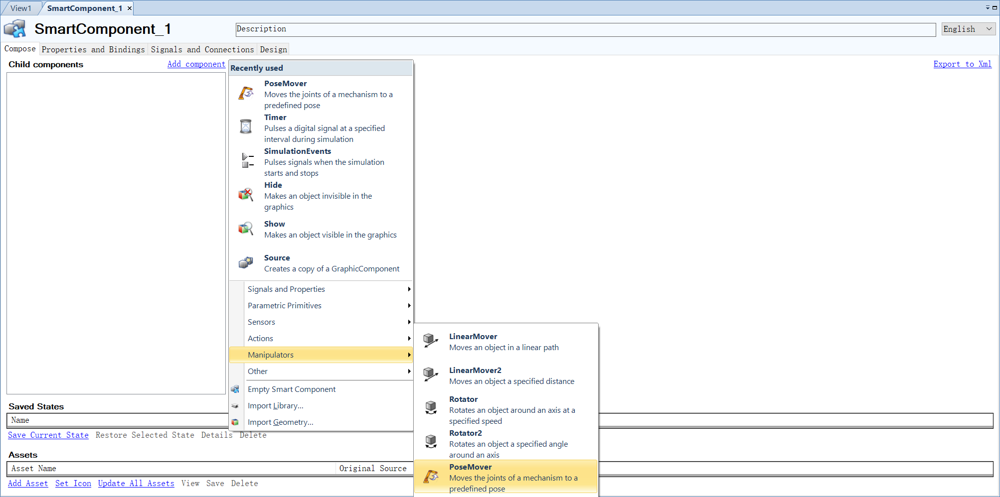 View1
SmartComponent_1
SmartComponent_1
Description
English
Compose
Properties and Bindings
Signals and Connections
Design
Child components
Add component
Export to Xml
Recently used
PoseMover
Moves the joints of a mechanism to a
predefined pose
Timer
Pulses a digital signal at a specified
interval during simulation
SimulationEvents
Pulses signals when the simulation
starts and stops
Hide
Makes an object invisible in the
graphics
Show
Makes an object visible in the graphics
Source
Creates a copy of a GraphicComponent
Signals and Properties
Parametric Primitives
Sensors
Actions
Manipulators
Other
Empty Smart Component
Import Library...
Import Geometry...
LinearMover
Moves an object in a linear path
LinearMover2
Moves an object a specified distance
Rotator
Rotates an object around an axis at a
specified speed
Rotator2
Rotates an object a specified angle
around an axis
PoseMover
Moves the joints of a mechanism to a
predefined pose
Saved States
Name
Save Current State
Restore Selected State
Details
Delete
Assets
Asset Name
Original Source
Add Asset
Set Icon
Update All Assets
View
Save
Delete